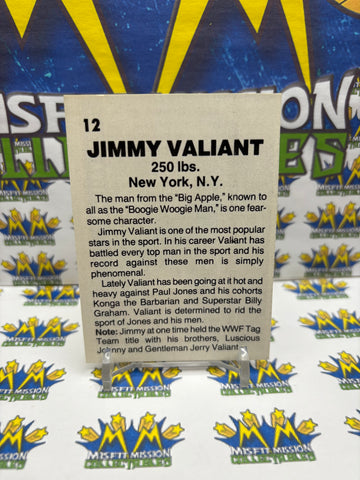 MISFIT MISSION
COLLECTIBLES
12
JIMMY VALIANT
250 lbs.
New York, N.Y.
The man from the “Big Apple,” known
to all as the “Boogie Woogie Man,” is one fear-
some character.
Jimmy Valiant is one of the most popular
stars in the sport. In his career Valiant has
battled every top man in the sport and his
record against these men is simply
phenomenal.
Lately Valiant has been going at it hot and
heavy against Paul Jones and his cohorts
Konga the Barbarian and Superstar Billy
Graham. Valiant is determined to rid the
sport of Jones and his men.
Note: Jimmy at one time held the WWF Tag
Team title with his brothers, Luscious
Johnny and Gentleman Jerry Valiant.
MISFIT MISSION
COLLECTIBLES